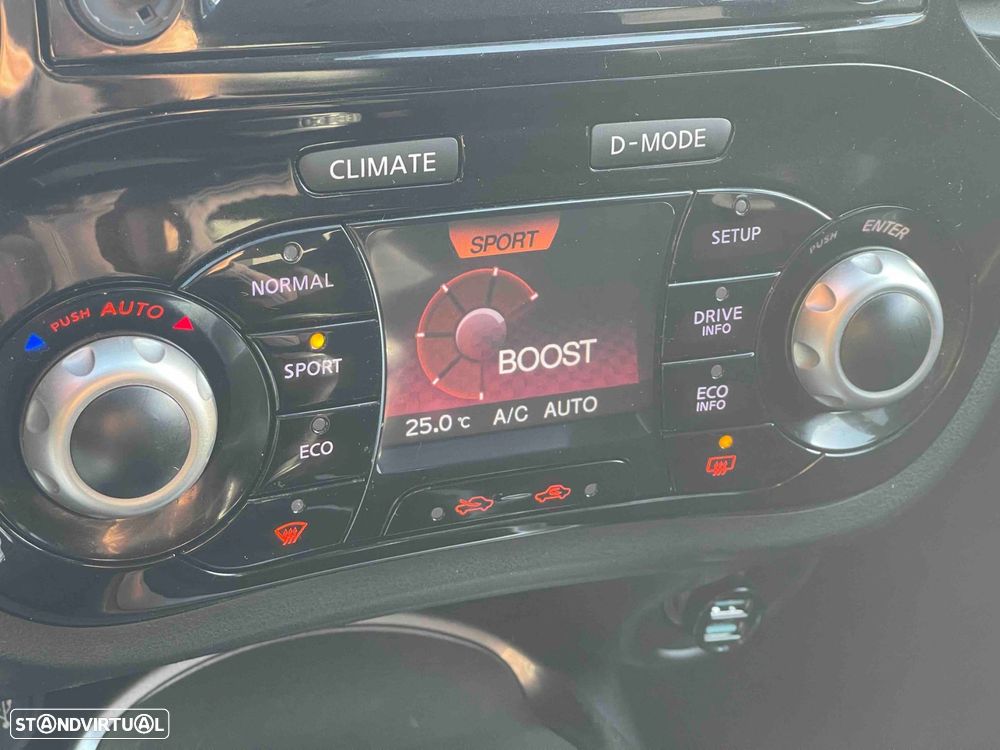 CLIMATE
D-MODE
NORMAL
SPORT
SETUP
PUSH
ENTER
PUSH AUTO
DRIVE
INFO
SPORT
BOOST
ECO
INFO
ECO
25.0 °C A/C AUTO
STANDVIRTUAL